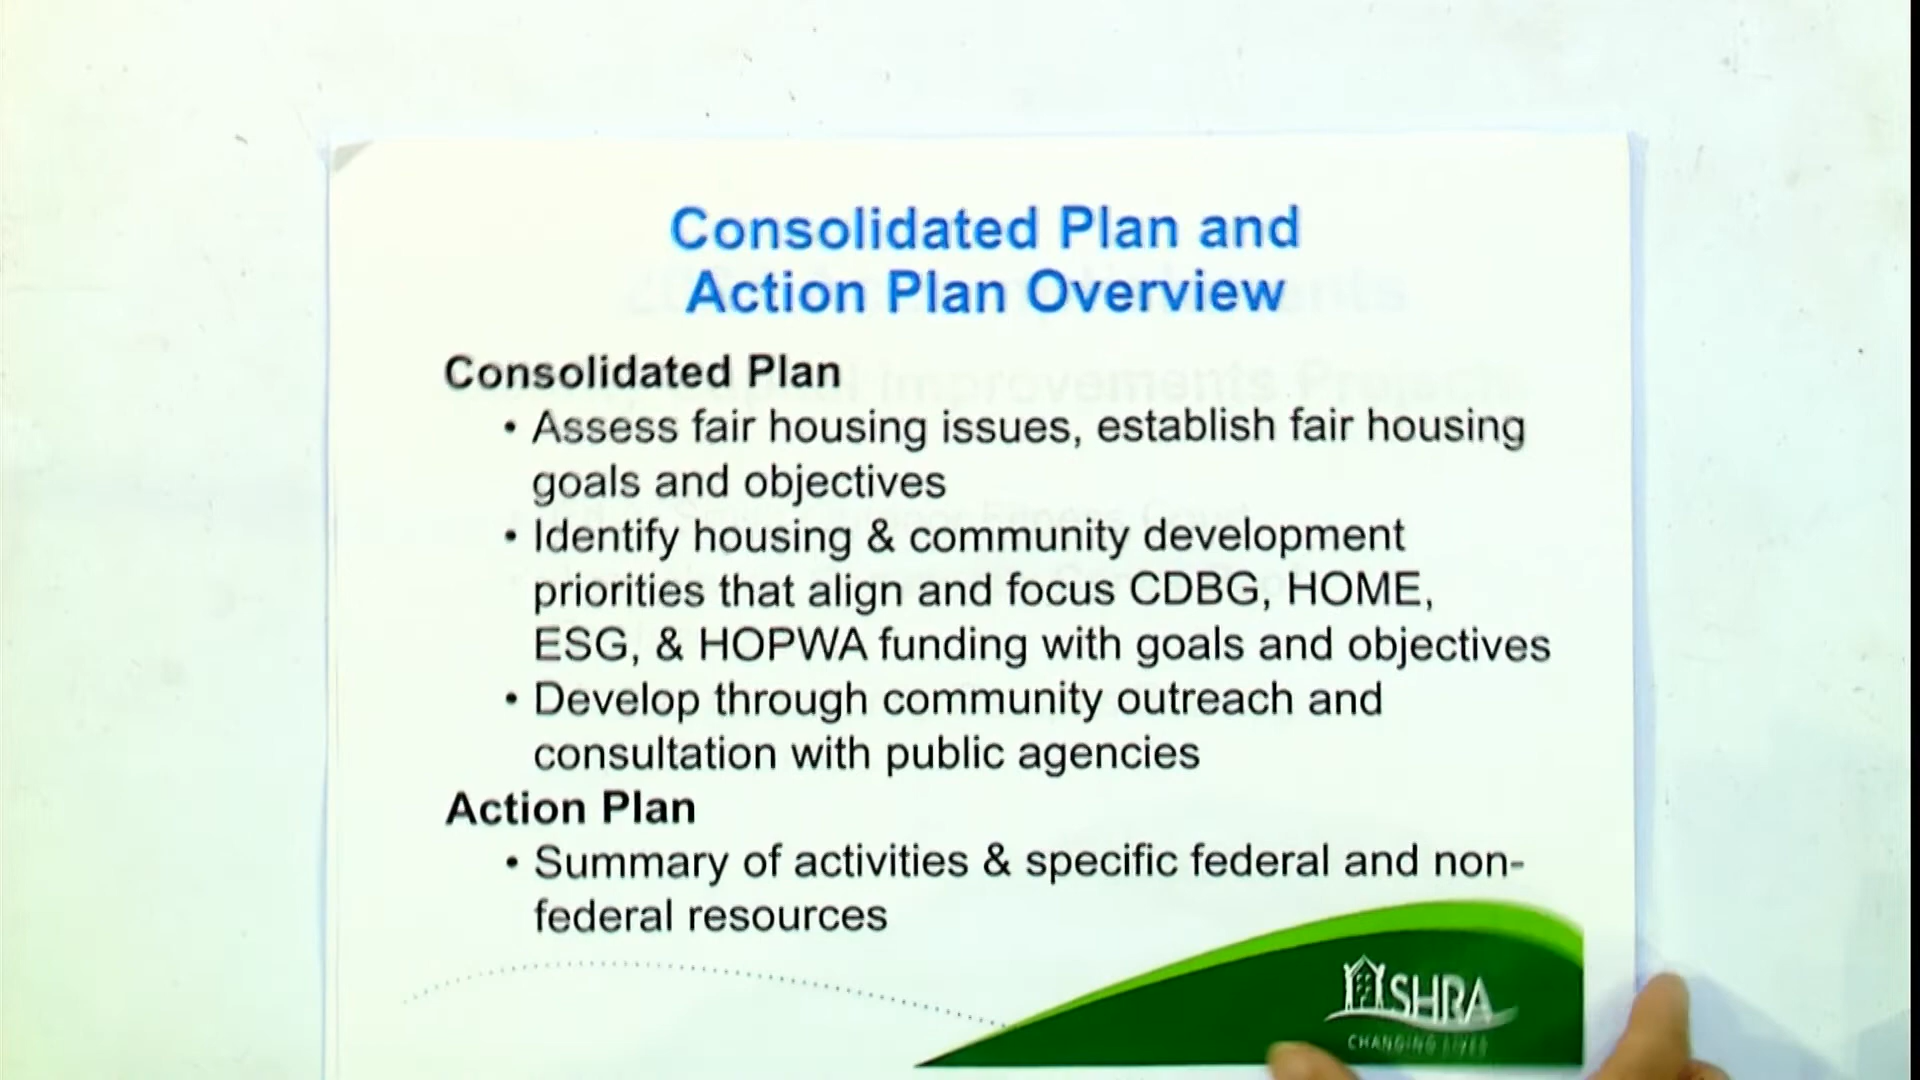 Consolidated Plan and
Action Plan Overview
Consolidated Plan
• Assess fair housing issues, establish fair housing
goals and objectives
• Identify housing & community development
priorities that align and focus CDBG, HOME,
ESG, & HOPWA funding with goals and objectives
• Develop through community outreach and
consultation with public agencies
Action Plan
• Summary of activities & specific federal and non-
federal resources
SHRA
CHANGING LIVES